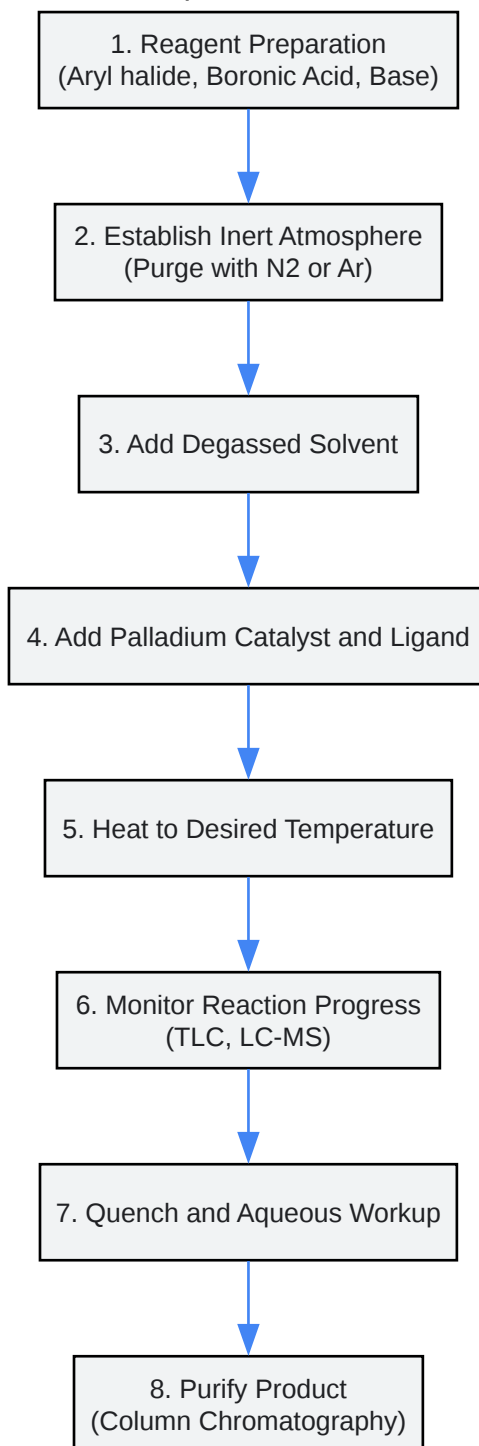 1. Reagent Preparation
(Aryl halide, Boronic Acid, Base)
2. Establish Inert Atmosphere
(Purge with N2 or Ar)
3. Add Degassed Solvent
4. Add Palladium Catalyst and Ligand
5. Heat to Desired Temperature
6. Monitor Reaction Progress
(TLC, LC-MS)
7. Quench and Aqueous Workup
8. Purify Product
(Column Chromatography)